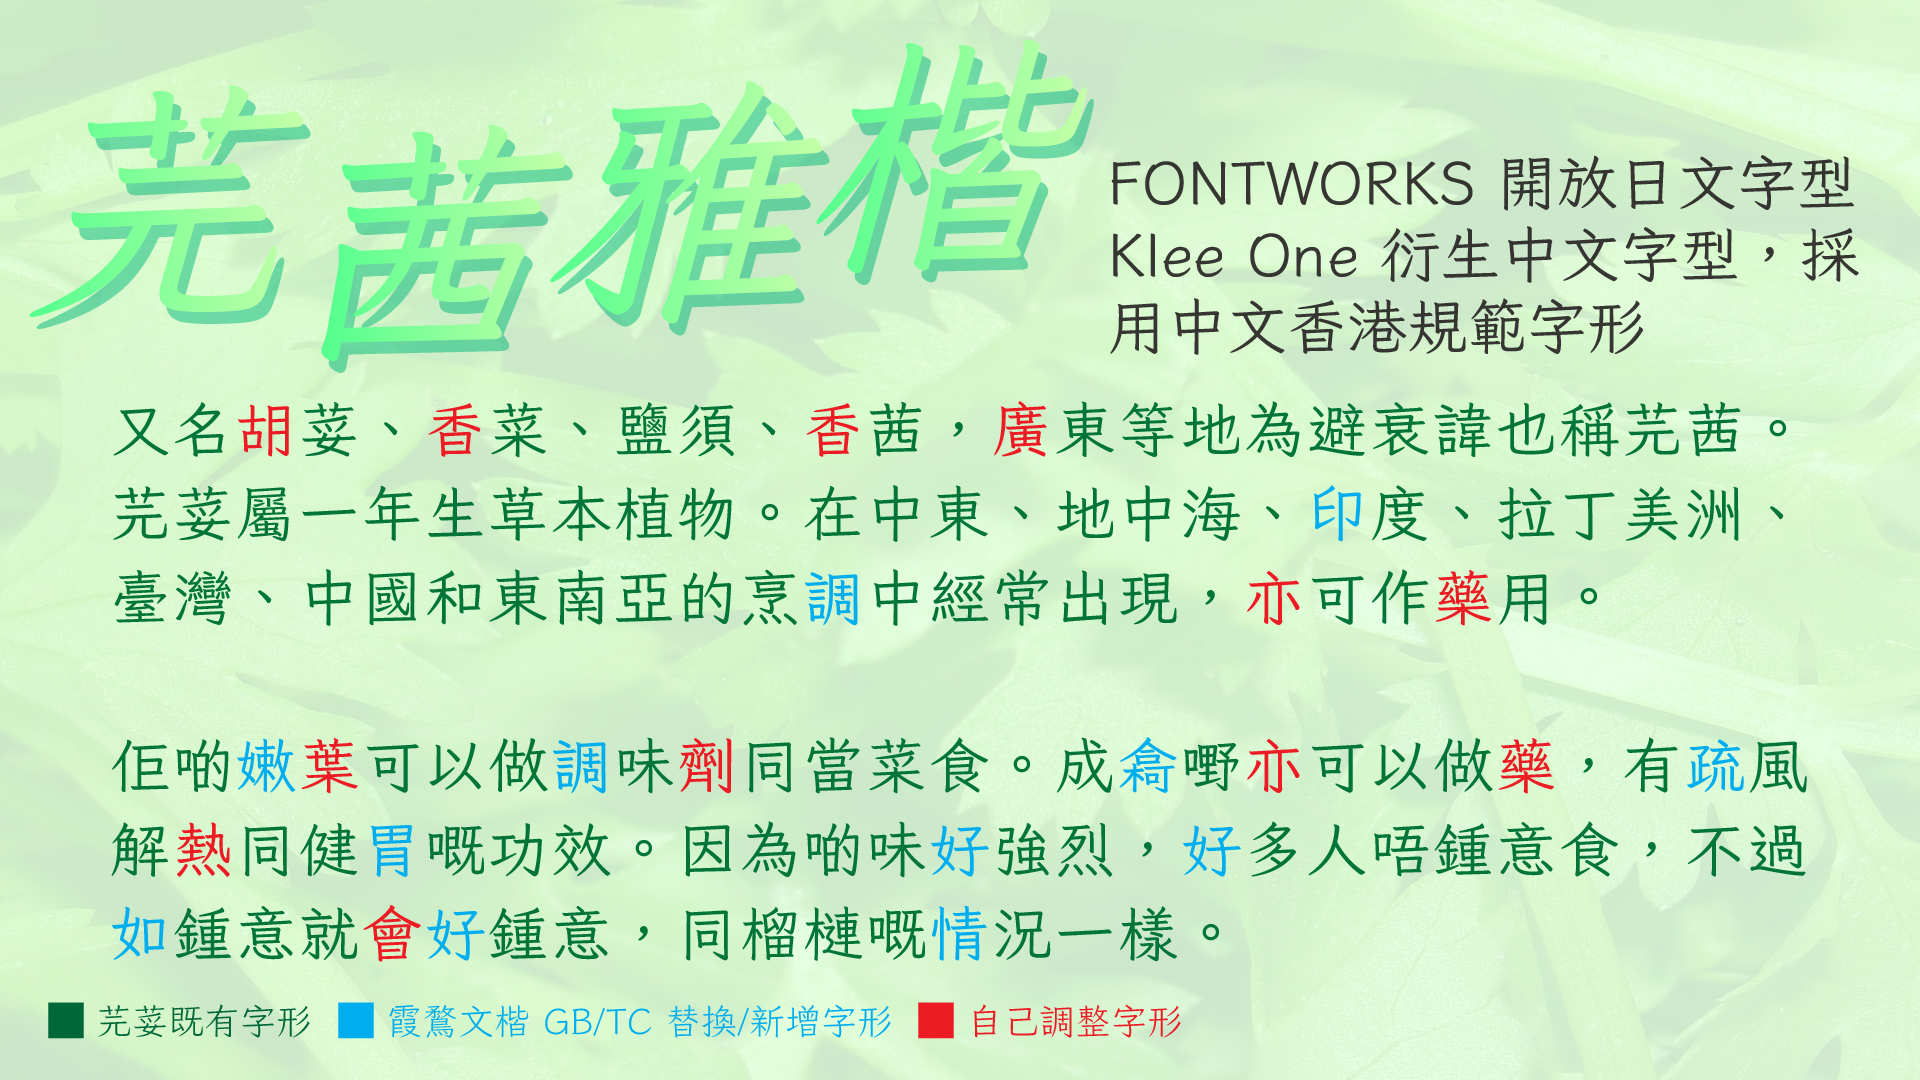 芫茜雅楷
FONTWORKS 開放日文字型
Klee One 衍生中文字型，採
用中文香港規範字形
又名胡荽、香菜、鹽須、香茜，廣東等地為避衰諱也稱芫茜。
芫荽屬一年生草本植物。在中東、地中海、印度、拉丁美洲、
臺灣、中國和東南亞的烹調中經常出現，亦可作藥用。
佢啲嫩葉可以做調味劑同當菜食。成樖嘢亦可以做藥，有疏風
解熱同健胃嘅功效。因為啲味好強烈，好多人唔鍾意食，不過
如鍾意就會好鍾意，同榴槤嘅情況一樣。
芫荽既有字形
霞鶩文楷 GB/TC 替換/新增字形
自己調整字形